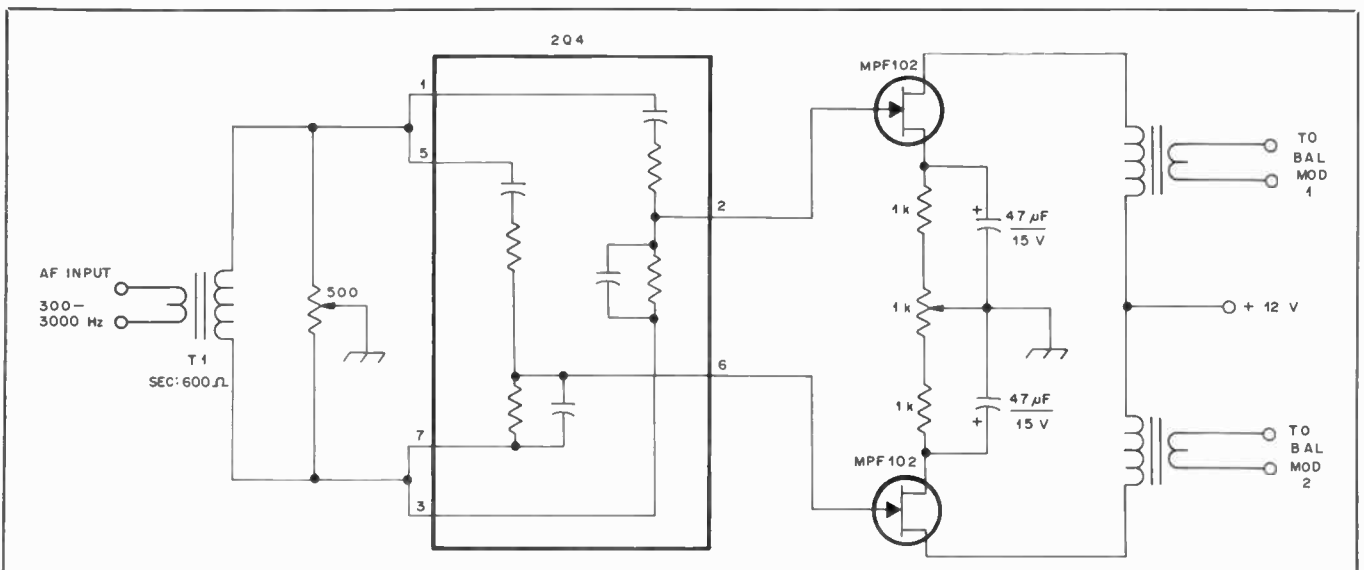 2Q4
MPF102
1
5
2
1 k
47 µF
15 V
TO
BAL
MOD
1
AF INPUT
300–
3000 Hz
T1
SEC: 600 Ω
500
1 k
+ 12 V
6
7
3
1 k
47 µF
15 V
MPF102
TO
BAL
MOD
2
+
+